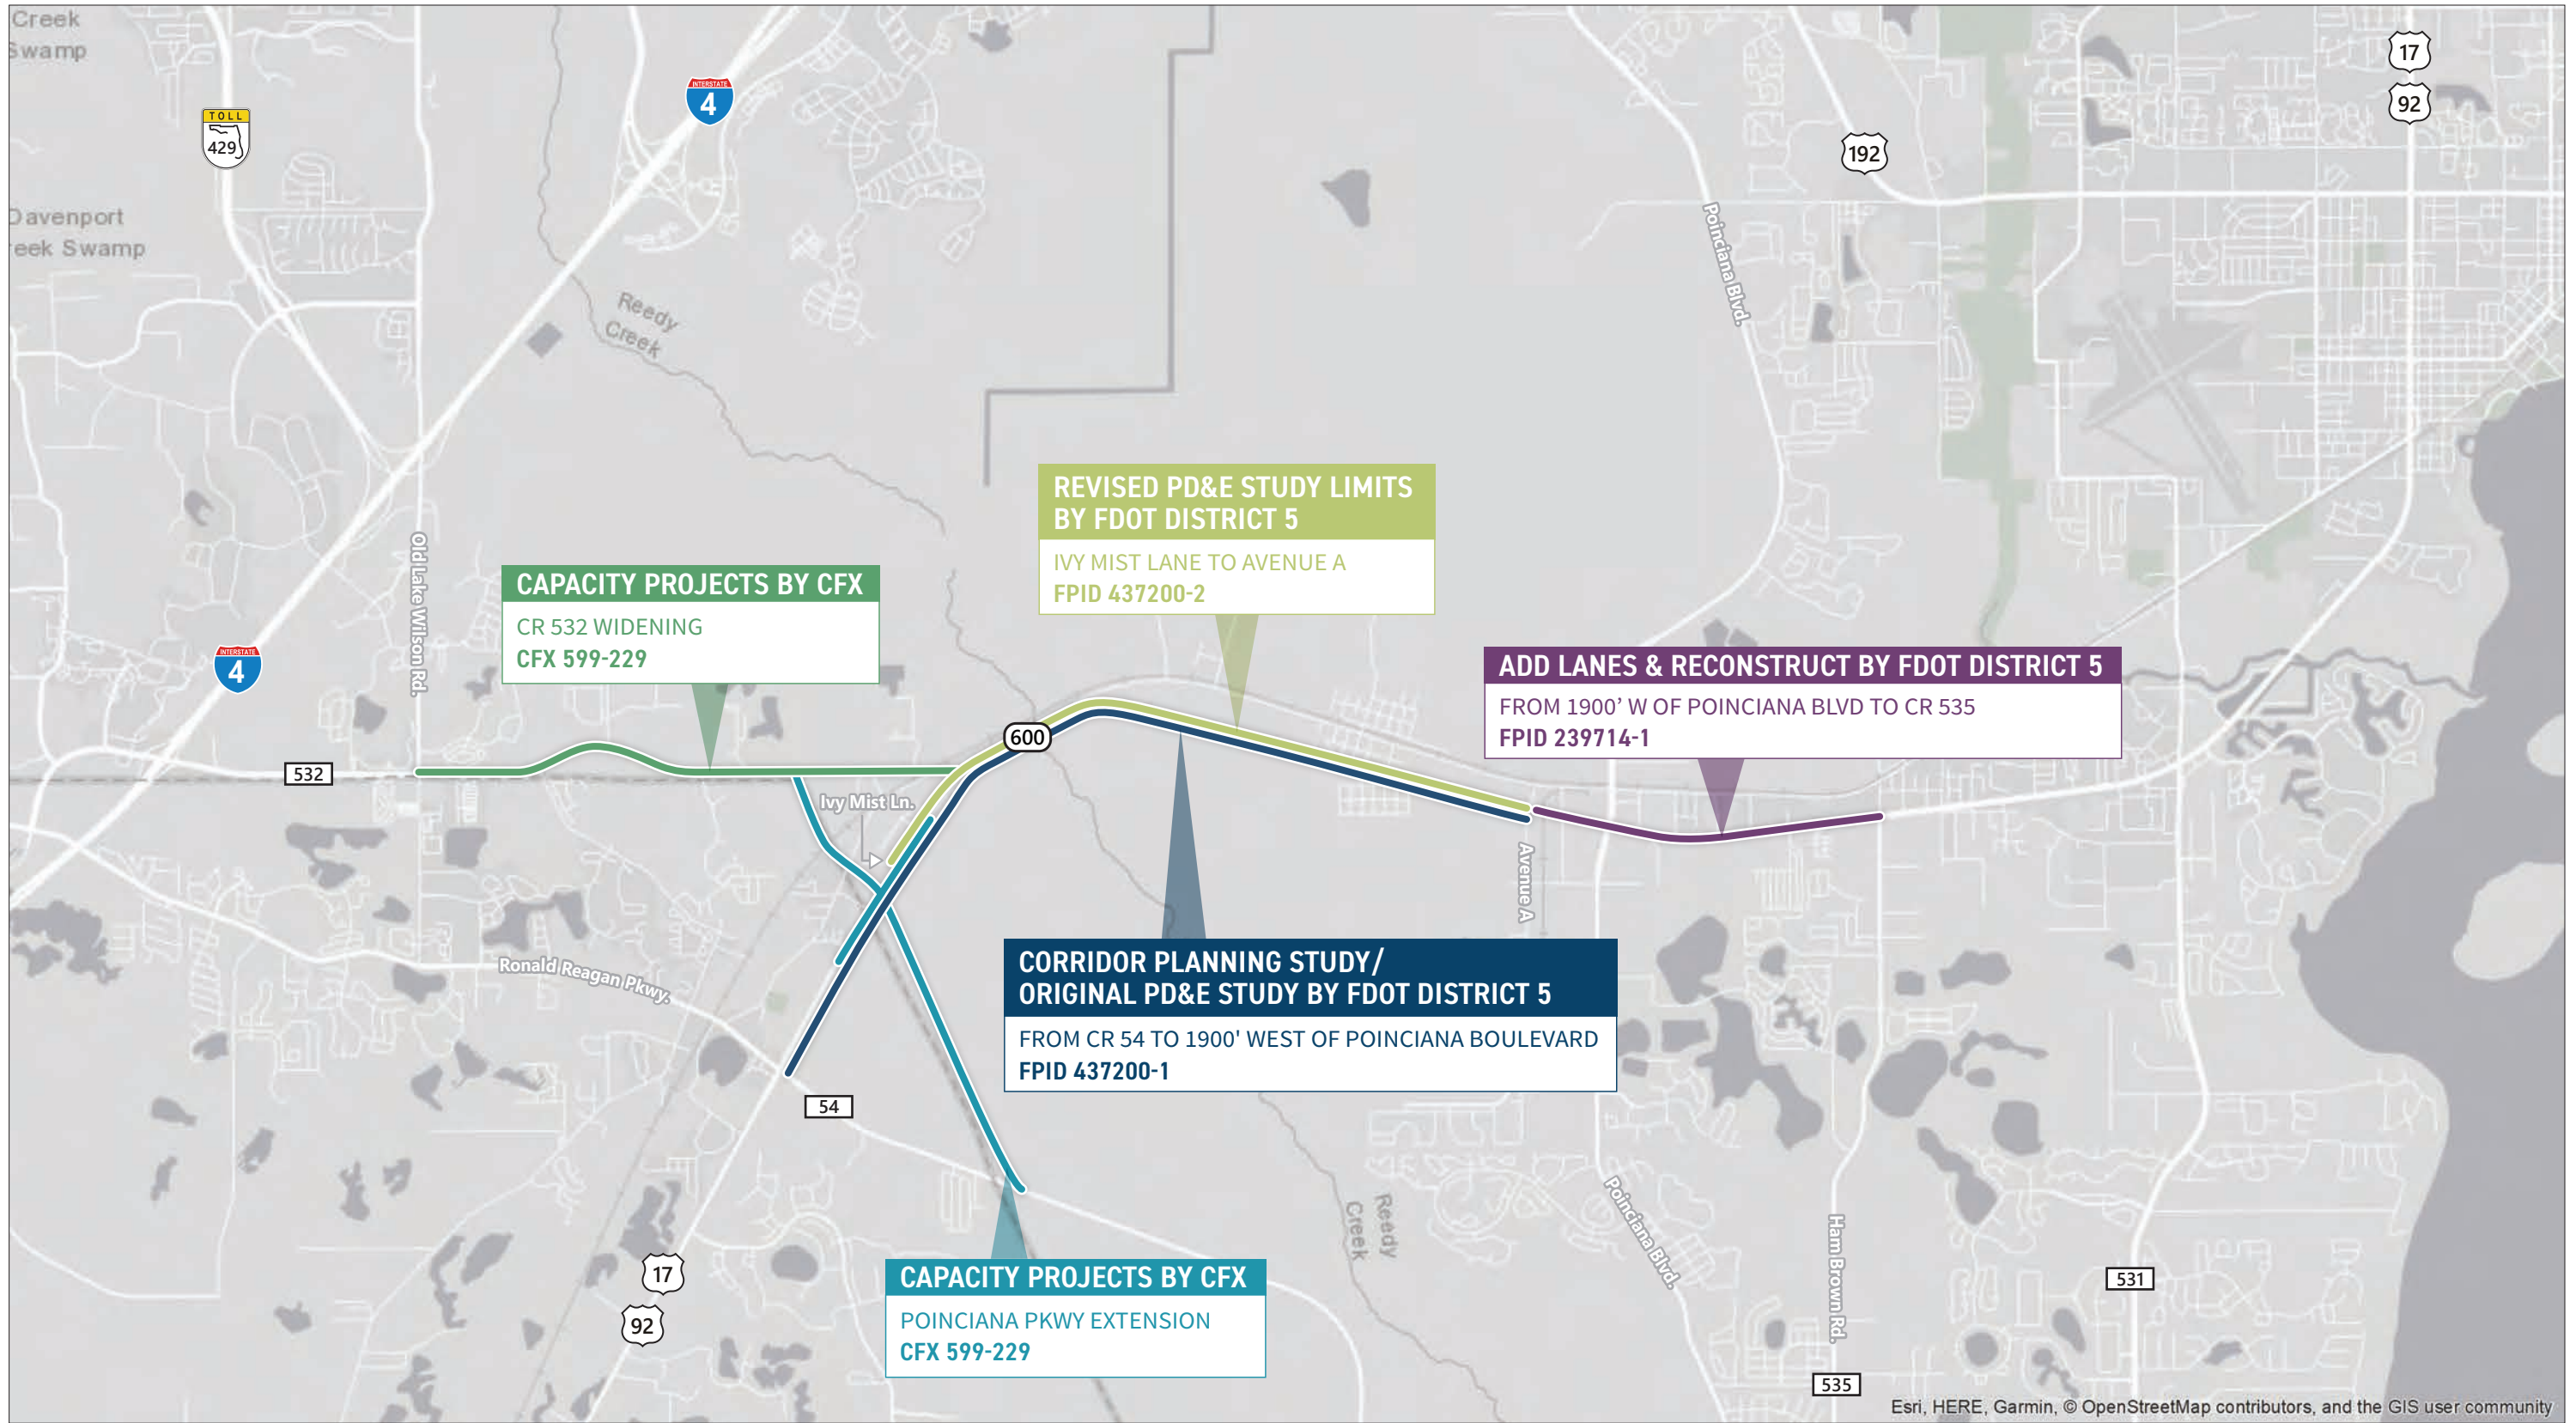 Creek
Swamp
INTERSTATE
4
TOLL
429
17
92
192
Davenport
eek Swamp
Poinciana Blvd.
Reedy
Creek
REVISED PD&E STUDY LIMITS
BY FDOT DISTRICT 5
IVY MIST LANE TO AVENUE A
FPID 437200-2
Old Lake Wilson Rd.
CAPACITY PROJECTS BY CFX
CR 532 WIDENING
CFX 599-229
INTERSTATE
4
ADD LANES & RECONSTRUCT BY FDOT DISTRICT 5
FROM 1900’ W OF POINCIANA BLVD TO CR 535
FPID 239714-1
600
532
Ivy Mist Ln.
Avenue A
Ronald Reagan Pkwy.
CORRIDOR PLANNING STUDY/
ORIGINAL PD&E STUDY BY FDOT DISTRICT 5
FROM CR 54 TO 1900' WEST OF POINCIANA BOULEVARD
FPID 437200-1
54
Reedy
Creek
Poinciana Blvd.
Ham Brown Rd.
17
92
CAPACITY PROJECTS BY CFX
POINCIANA PKWY EXTENSION
CFX 599-229
531
535
Esri, HERE, Garmin, © OpenStreetMap contributors, and the GIS user community